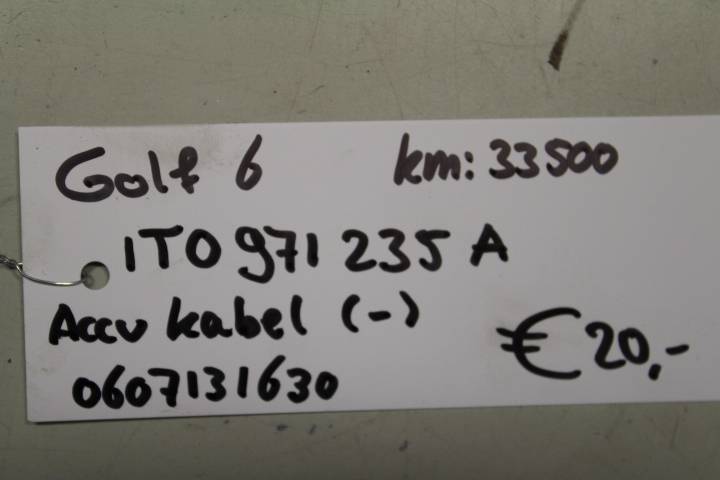 Golf 6 km: 33500
1T0 971 235 A
Accu kabel (-)
€20,-
0607131630